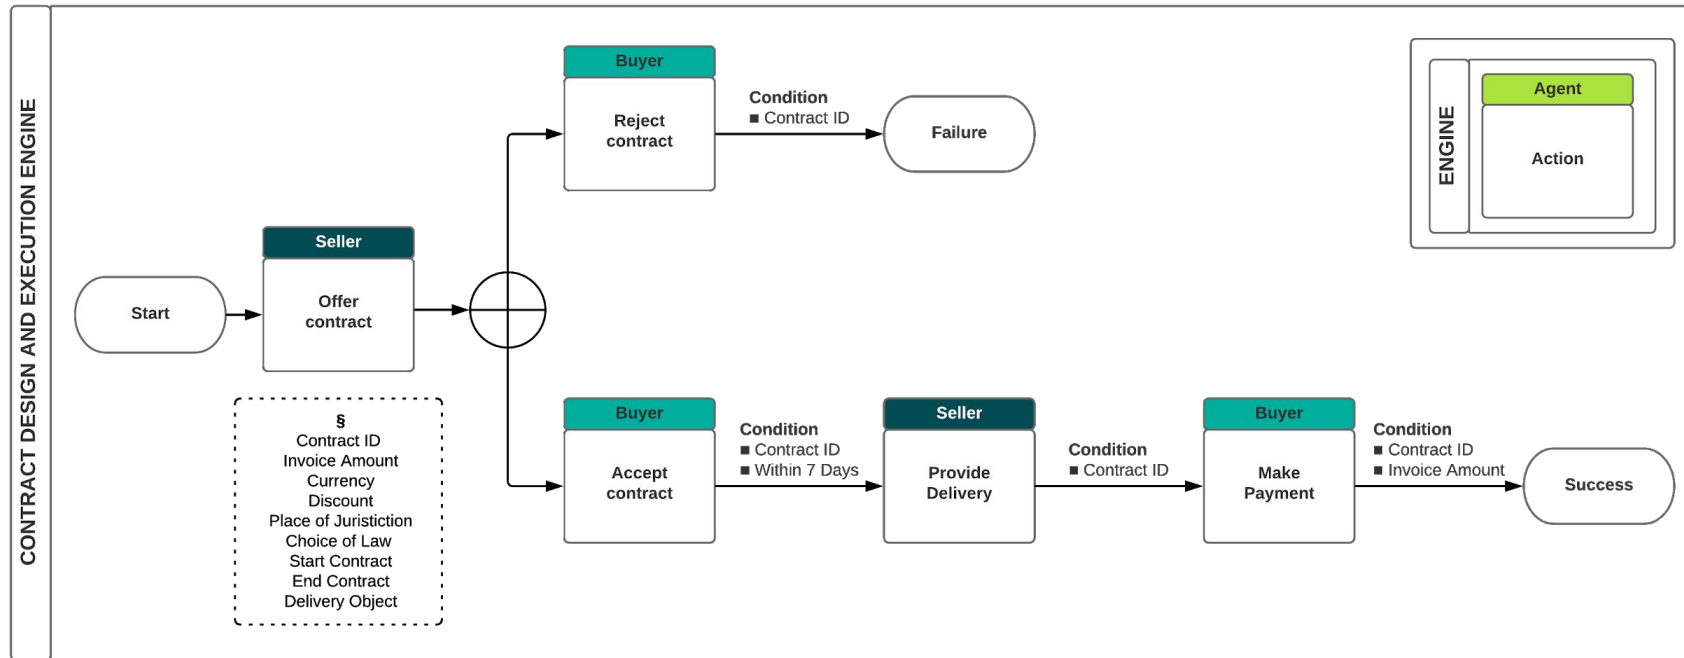 CONTRACT DESIGN AND EXECUTION ENGINE
Start
Seller
Offer
contract
§
Contract ID
Invoice Amount
Currency
Discount
Place of Juristiction
Choice of Law
Start Contract
End Contract
Delivery Object
Buyer
Reject
contract
Condition
■ Contract ID
Failure
Buyer
Accept
contract
Condition
■ Contract ID
■ Within 7 Days
Seller
Provide
Delivery
Condition
■ Contract ID
Buyer
Make
Payment
Condition
■ Contract ID
■ Invoice Amount
Success
ENGINE
Agent
Action